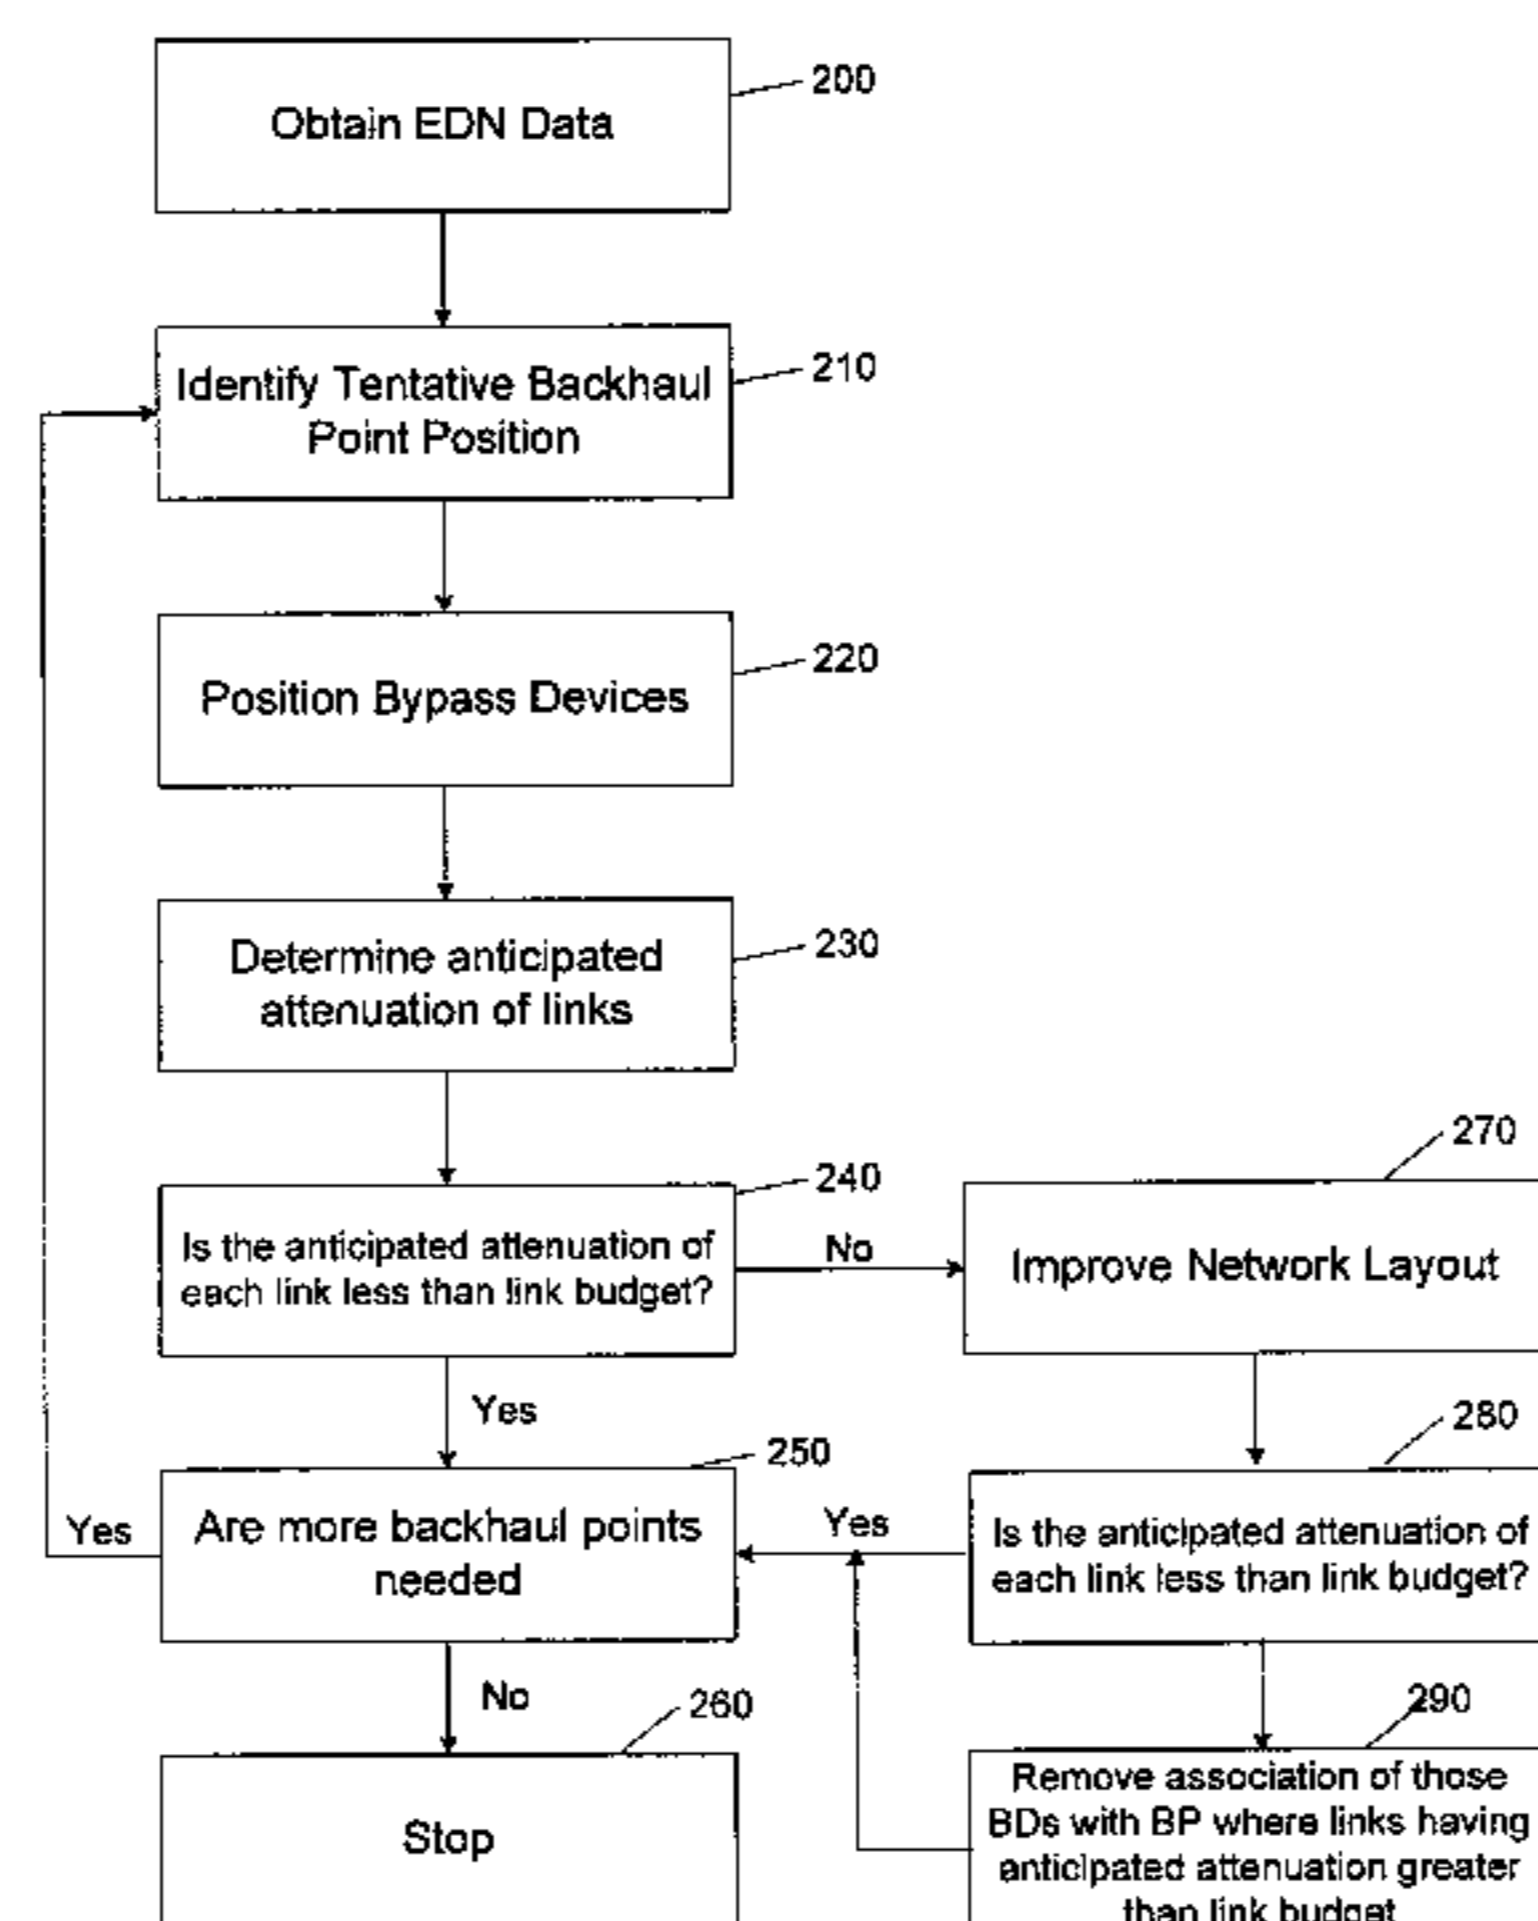 Obtain EDN Data
200
Identify Tentative Backhaul
Point Position
210
Position Bypass Devices
220
Determine anticipated
attenuation of links
230
Is the anticipated attenuation of
each link less than link budget?
240
No
Improve Network Layout
270
Yes
Are more backhaul points
needed
250
Yes
Yes
Is the anticipated attenuation of
each link less than link budget?
280
No
Stop
260
Remove association of those
BDs with BP where links having
anticipated attenuation greater
than link budget
290